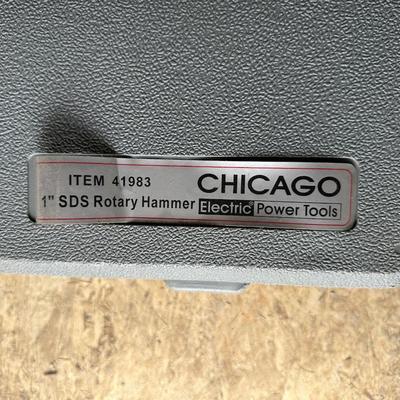 ITEM 41983
1" SDS Rotary Hammer
CHICAGO
Electric® Power Tools